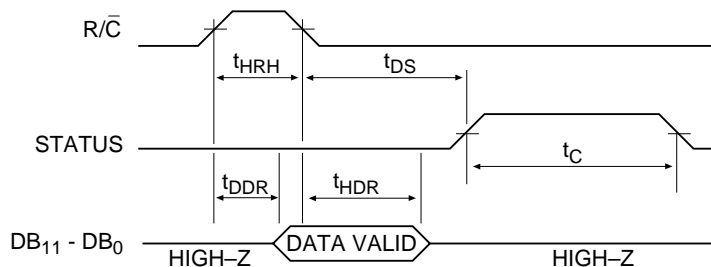 R/C̄
tHRH
tDS
STATUS
tC
tDDR
tHDR
DB11 - DB0
DATA VALID
HIGH–Z
HIGH–Z